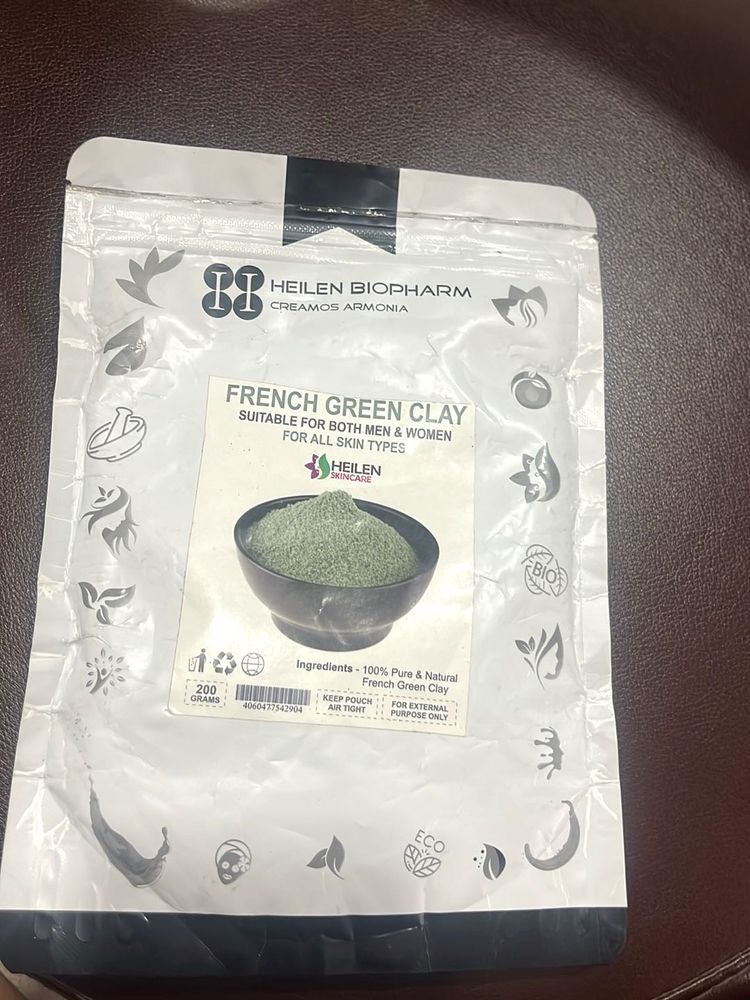 HEILEN BIOPHARM
CREAMOS ARMONIA
FRENCH GREEN CLAY
SUITABLE FOR BOTH MEN & WOMEN
FOR ALL SKIN TYPES
HEILEN
SKINCARE
BIO
Ingredients - 100% Pure & Natural
French Green Clay
200
GRAMS
4060477542904
KEEP POUCH
AIR TIGHT
FOR EXTERNAL
PURPOSE ONLY
ECO